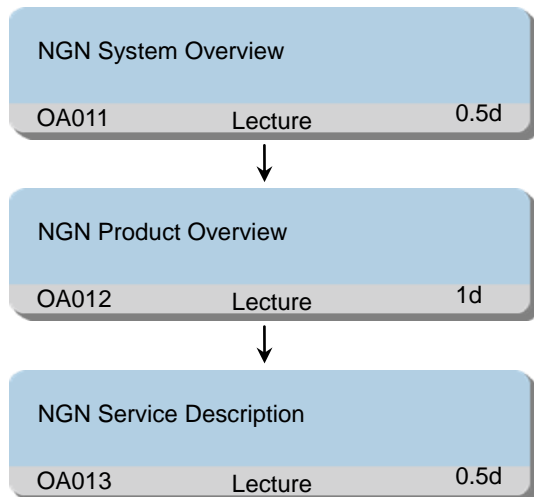 NGN System Overview
OA011 Lecture 0.5d
NGN Product Overview
OA012 Lecture 1d
NGN Service Description
OA013 Lecture 0.5d